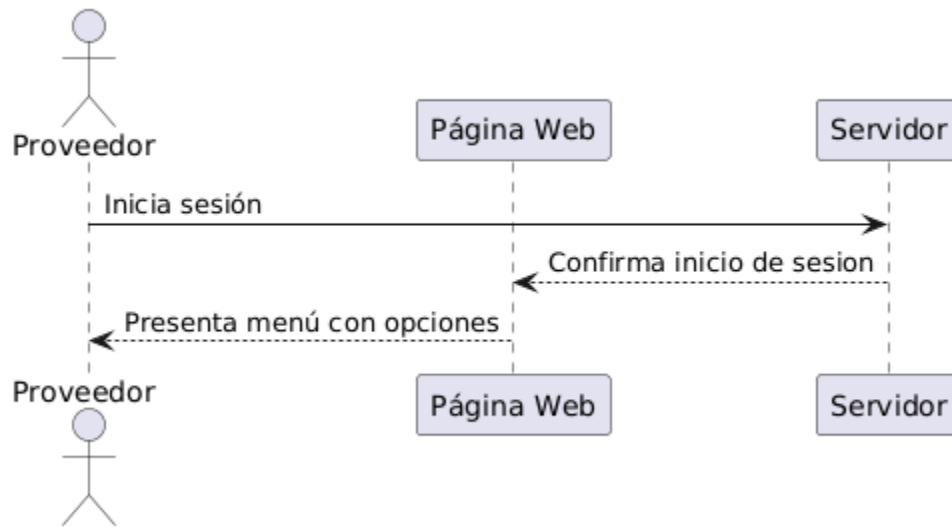 Proveedor
Página Web
Servidor
Inicia sesión
Confirma inicio de sesion
Presenta menú con opciones
Proveedor
Página Web
Servidor